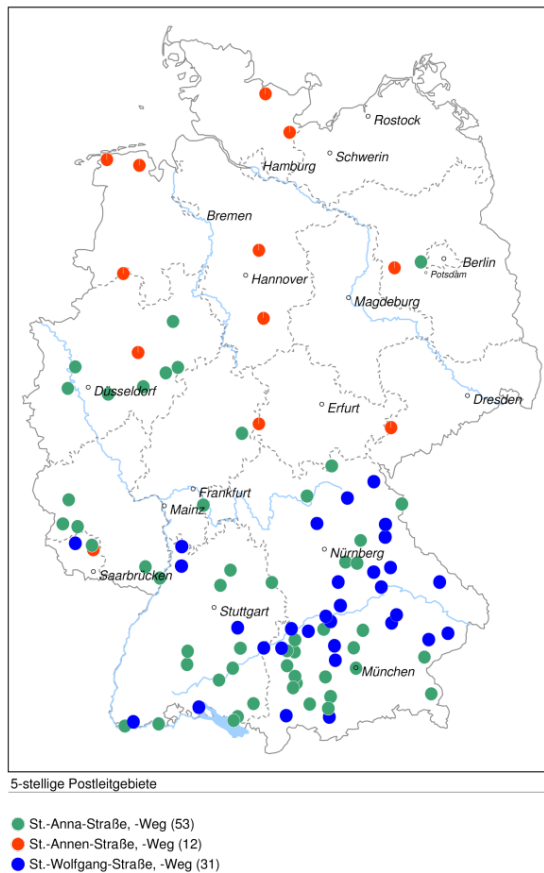 Rostock
Hamburg
Schwerin
Bremen
Berlin
Hannover
Potsdam
Magdeburg
Düsseldorf
Erfurt
Dresden
Frankfurt
Mainz
Nürnberg
Saarbrücken
Stuttgart
München
5-stellige Postleitgebiete
St.-Anna-Straße, -Weg (53)
St.-Annen-Straße, -Weg (12)
St.-Wolfgang-Straße, -Weg (31)